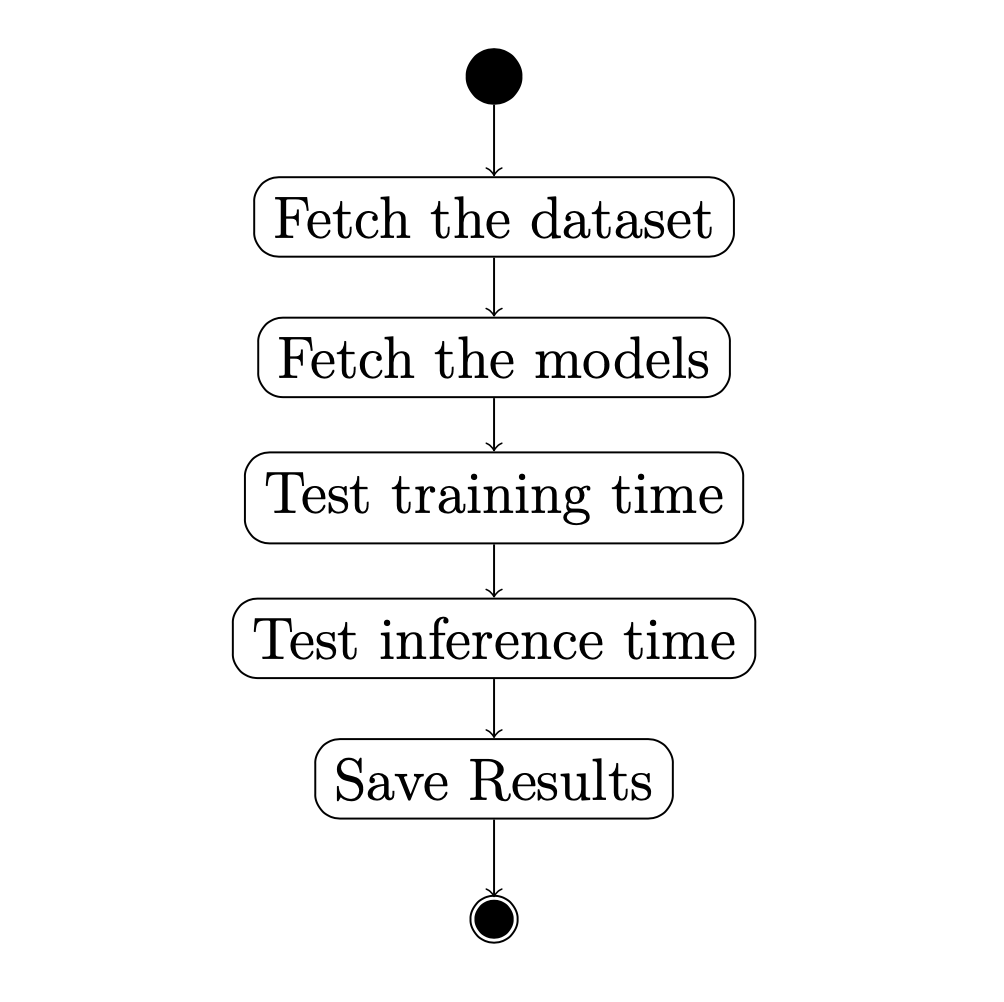 Fetch the dataset
Fetch the models
Test training time
Test inference time
Save Results